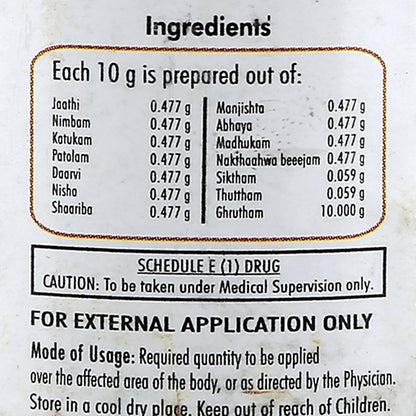 Ingredients
Each 10 g is prepared out of:
Jaathi 0.477 g
Nimbam 0.477 g
Katukam 0.477 g
Patolam 0.477 g
Daarvi 0.477 g
Nisha 0.477 g
Shaariba 0.477 g
Manjishta 0.477 g
Abhaya 0.477 g
Madhukam 0.477 g
Nakthaahwa beejam 0.477 g
Siktham 0.059 g
Thuttham 0.059 g
Ghrutham 10.000 g
SCHEDULE E (1) DRUG
CAUTION: To be taken under Medical Supervision only.
FOR EXTERNAL APPLICATION ONLY
Mode of Usage: Required quantity to be applied
over the affected area of the body, or as directed by the Physician.
Store in a cool dry place. Keep out of reach of Children.